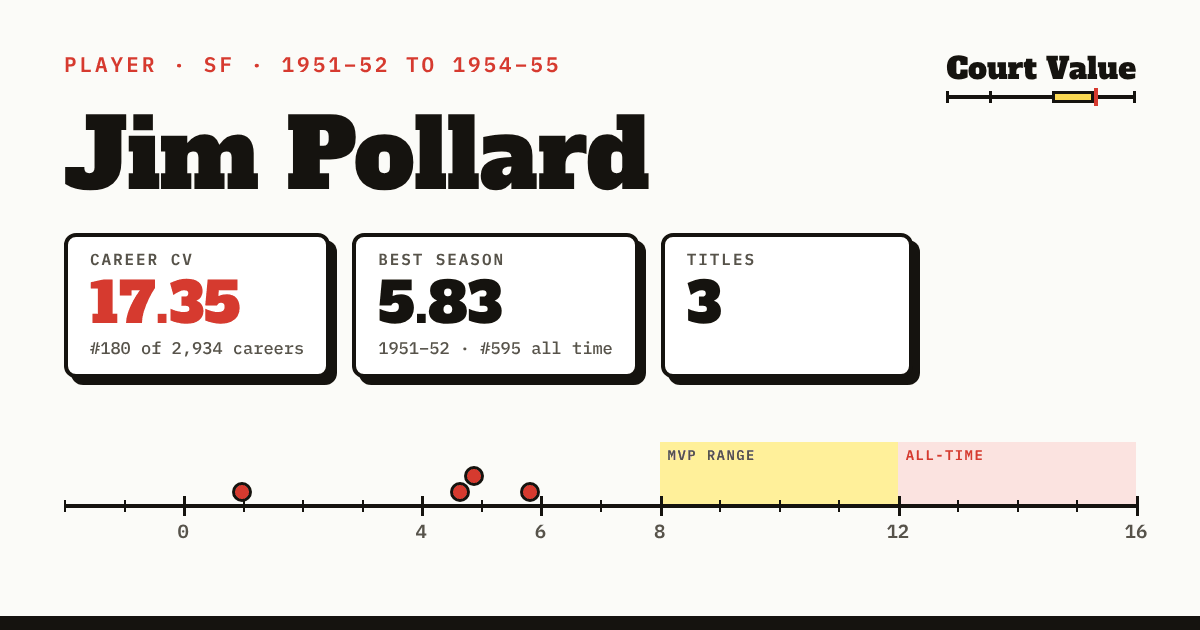 PLAYER · SF · 1951–52 TO 1954–55
Court Value
Jim Pollard
CAREER CV
17.35
#180 of 2,934 careers
BEST SEASON
5.83
1951–52 · #595 all time
TITLES
3
MVP RANGE
ALL-TIME
0 4 6 8 12 16